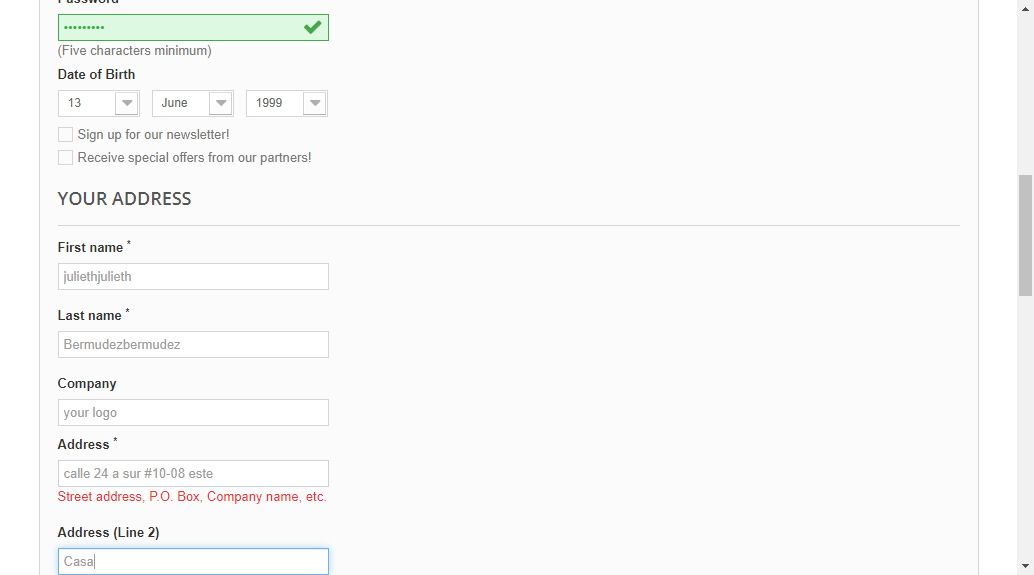 Password
•••••••••
(Five characters minimum)
Date of Birth
13 June 1999
Sign up for our newsletter!
Receive special offers from our partners!
YOUR ADDRESS
First name *
juliethjulieth
Last name *
Bermudezbermudez
Company
your logo
Address *
calle 24 a sur #10-08 este
Street address, P.O. Box, Company name, etc.
Address (Line 2)
Casa